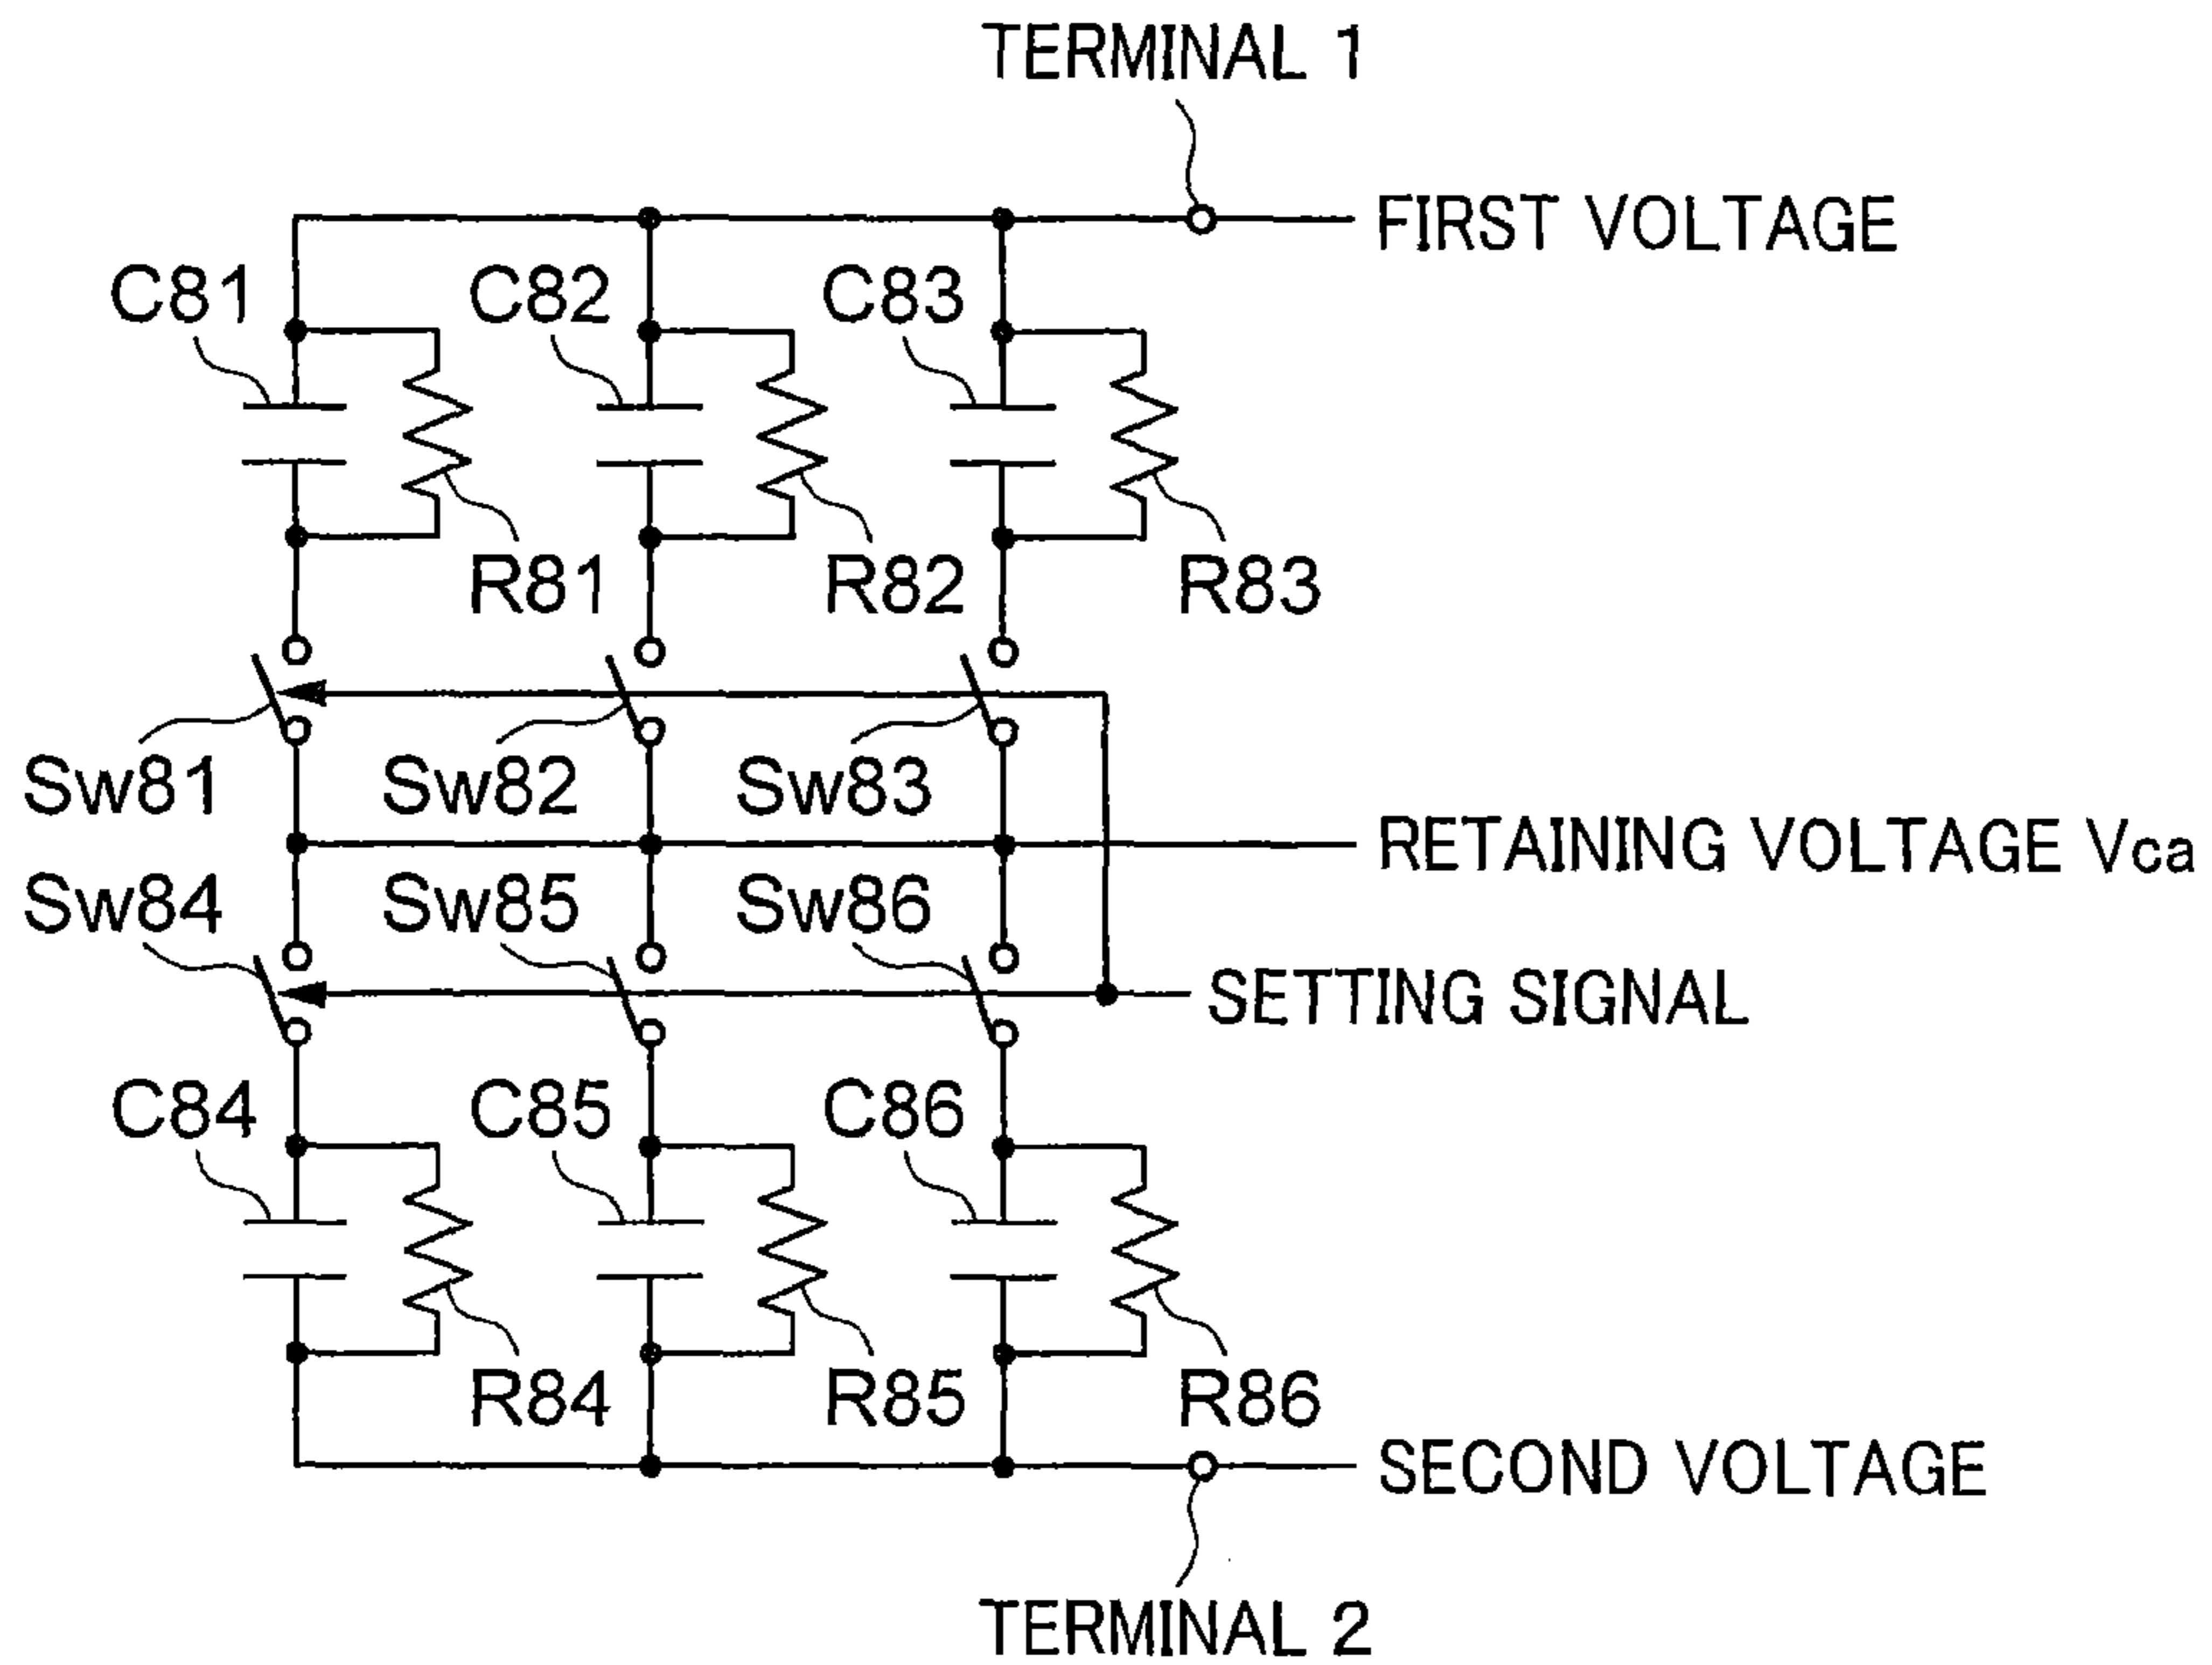 TERMINAL 1
FIRST VOLTAGE
C81 C82 C83
R81 R82 R83
Sw81 Sw82 Sw83
RETAINING VOLTAGE Vca
Sw84 Sw85 Sw86
SETTING SIGNAL
C84 C85 C86
R84 R85 R86
SECOND VOLTAGE
TERMINAL 2